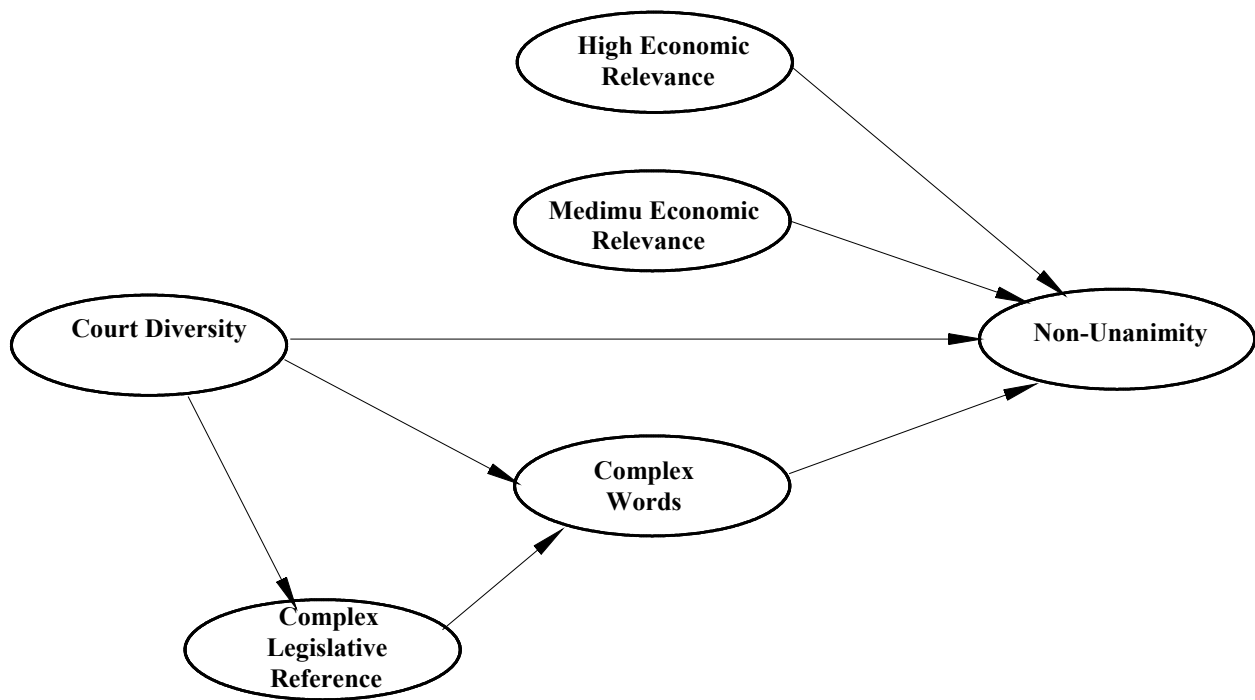 High Economic
Relevance
Medimu Economic
Relevance
Court Diversity
Non-Unanimity
Complex
Words
Complex
Legislative
Reference